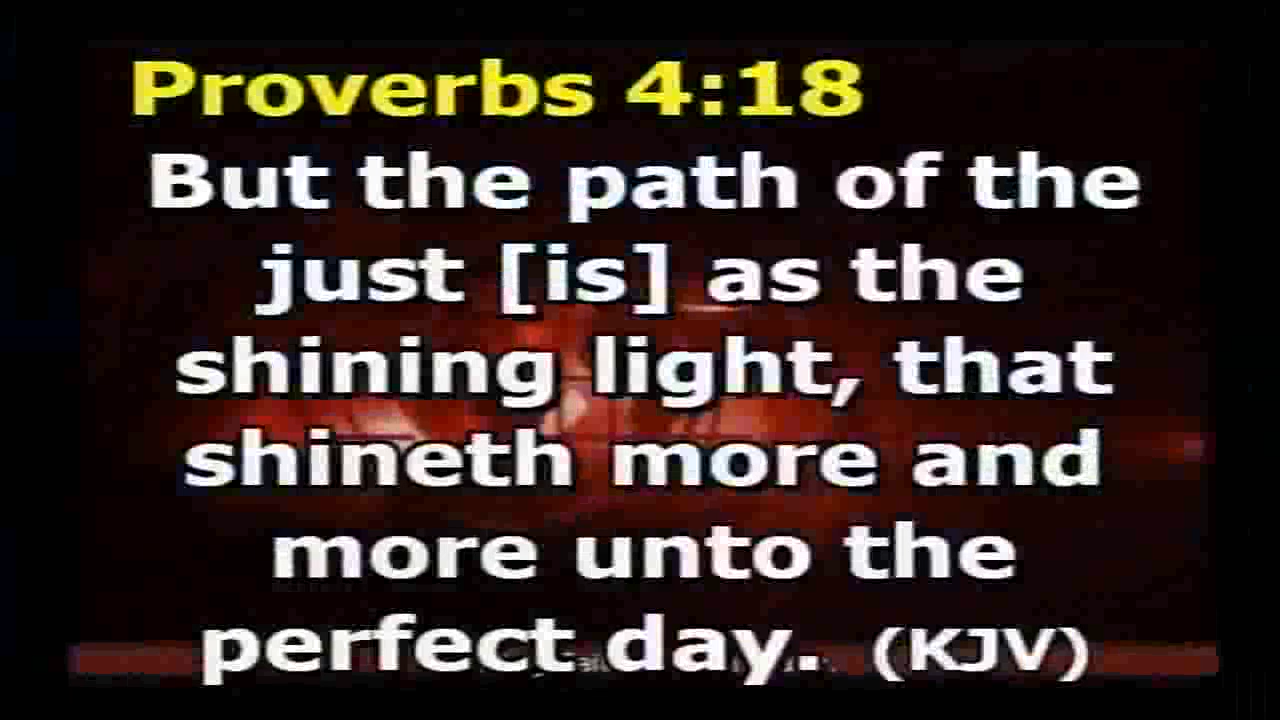 Proverbs 4:18
But the path of the
just [is] as the
shining light, that
shineth more and
more unto the
perfect day. (KJV)